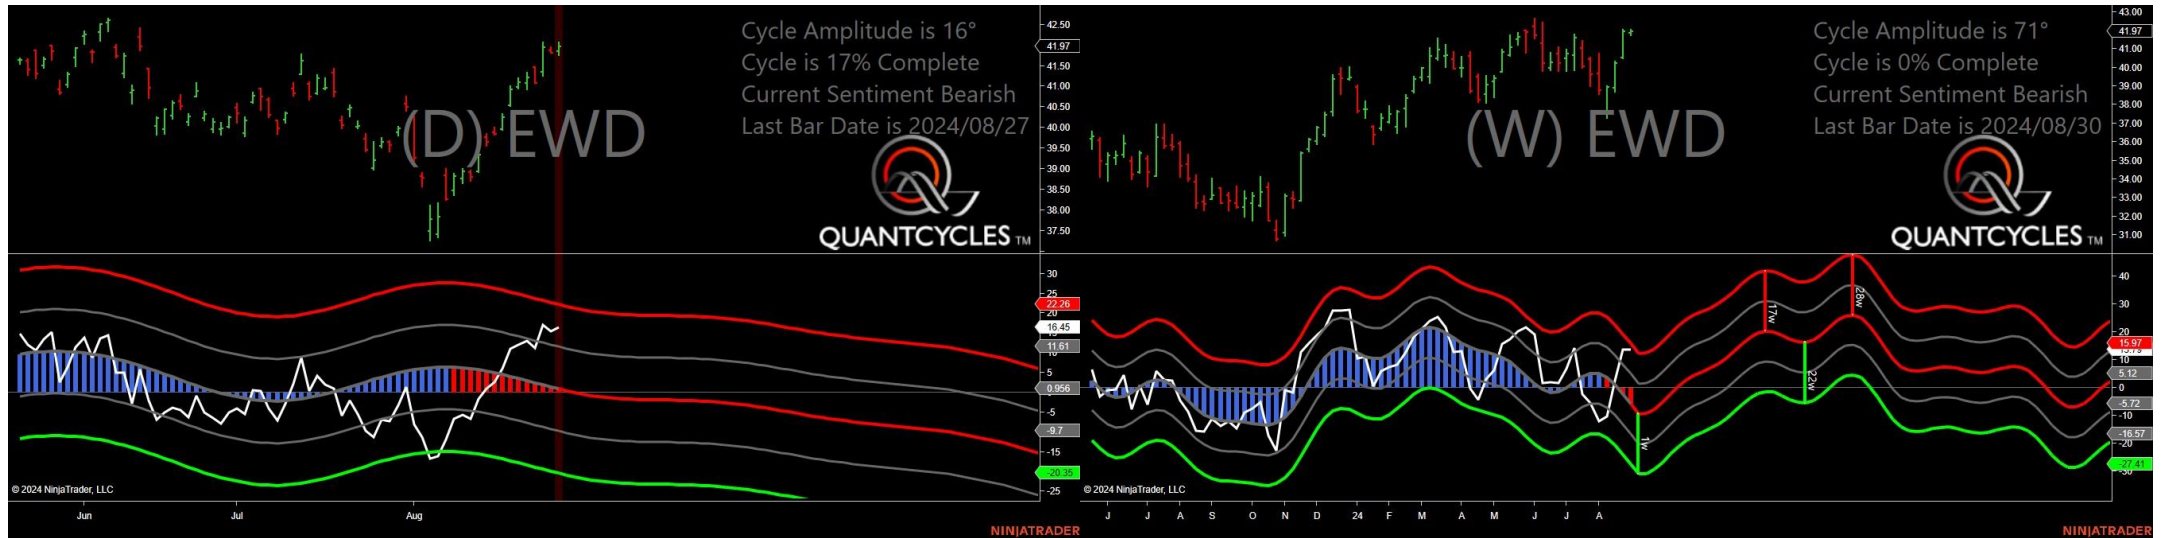 Cycle Amplitude is 16°
Cycle is 17% Complete
Current Sentiment Bearish
Last Bar Date is 2024/08/27
(D) EWD
QUANTCYCLES TM
42.50
41.97
41.50
41.00
40.50
40.00
39.50
39.00
38.50
38.00
37.50
30
25
22.26
20
16.45
11.61
10
5
0.956
-5
-9.7
-15
-20.35
-25
© 2024 NinjaTrader, LLC
Jun Jul Aug
NINJATRADER
Cycle Amplitude is 71°
Cycle is 0% Complete
Current Sentiment Bearish
Last Bar Date is 2024/08/30
(W) EWD
QUANTCYCLES TM
43.00
41.97
41.00
40.00
39.00
38.00
37.00
36.00
35.00
34.00
33.00
32.00
31.00
17w
28w
22w
1w
40
30
20
15.97
10
5.12
0
-5.72
-10
-16.57
-20
-27.41
© 2024 NinjaTrader, LLC
J J A S O N D 24 F M A M J J A
NINJATRADER